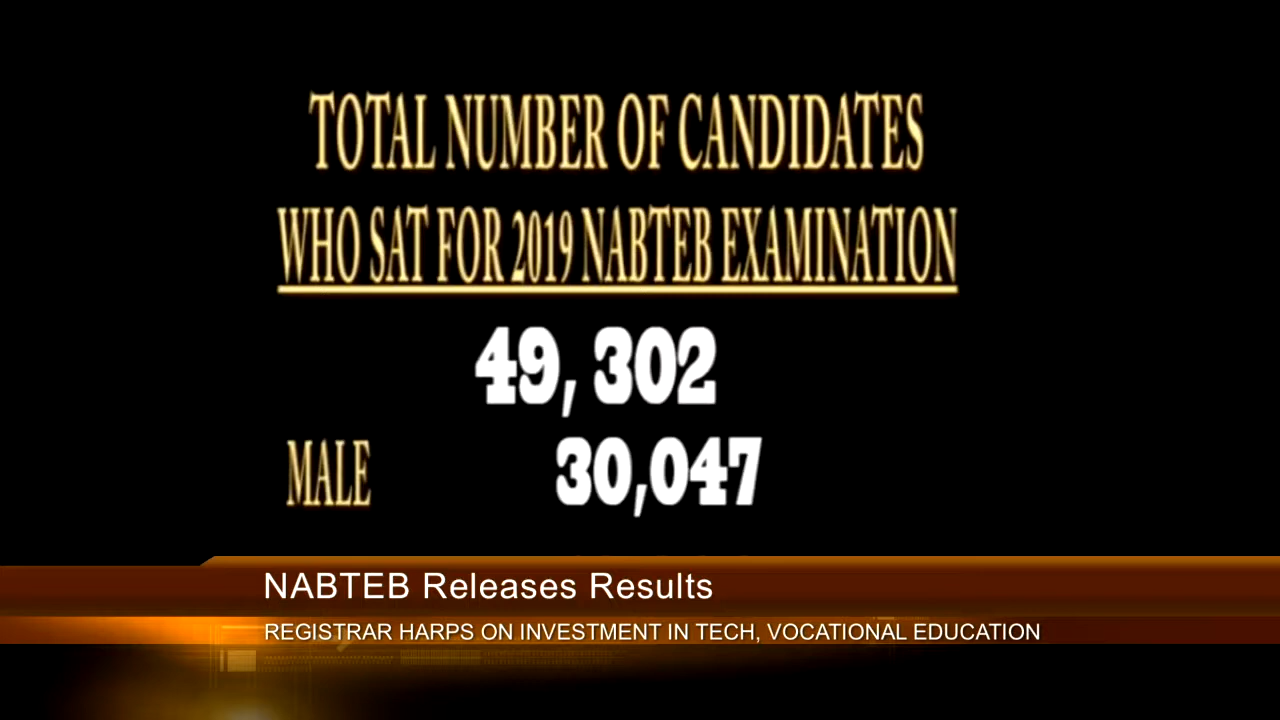 TOTAL NUMBER OF CANDIDATES
WHO SAT FOR 2019 NABTEB EXAMINATION
49, 302
MALE 30,047
NABTEB Releases Results
REGISTRAR HARPS ON INVESTMENT IN TECH, VOCATIONAL EDUCATION